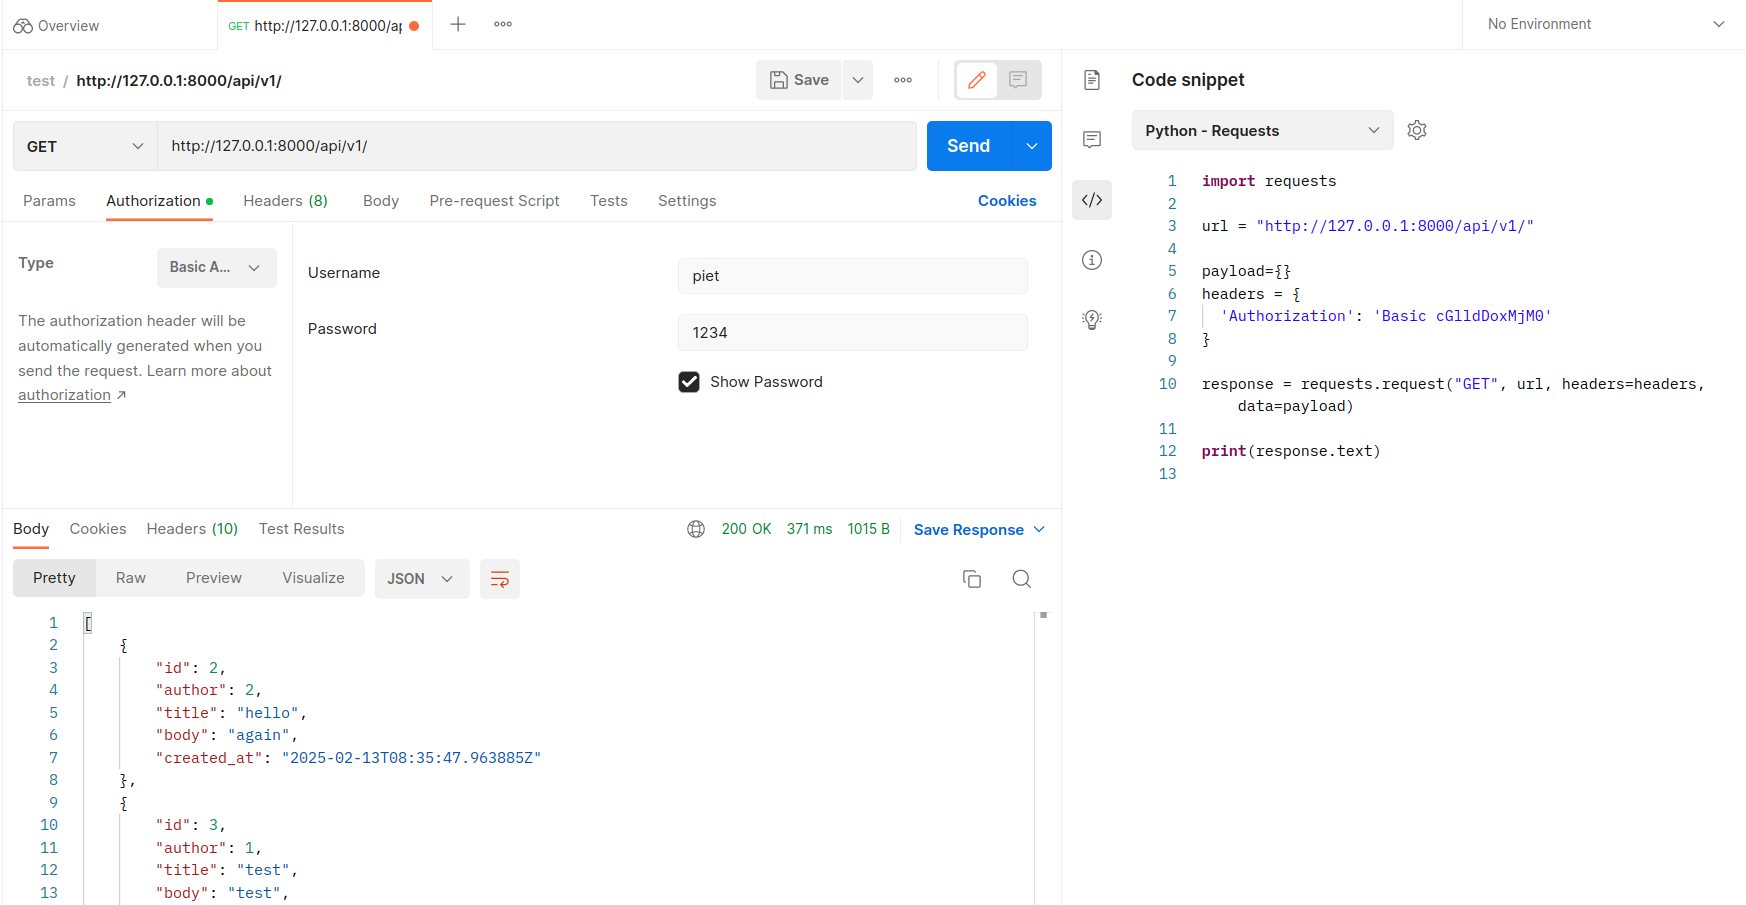 Overview
GET http://127.0.0.1:8000/ap
No Environment
test / http://127.0.0.1:8000/api/v1/
Save
GET http://127.0.0.1:8000/api/v1/
Send
Params Authorization Headers (8) Body Pre-request Script Tests Settings
Cookies
Type
Basic A...
The authorization header will be
automatically generated when you
send the request. Learn more about
authorization ↗
Username
piet
Password
1234
Show Password
Body Cookies Headers (10) Test Results
200 OK 371 ms 1015 B
Save Response
Pretty Raw Preview Visualize JSON
1 [
2 {
3 "id": 2,
4 "author": 2,
5 "title": "hello",
6 "body": "again",
7 "created_at": "2025-02-13T08:35:47.963885Z"
8 },
9 {
10 "id": 3,
11 "author": 1,
12 "title": "test",
13 "body": "test",
Code snippet
Python - Requests
1 import requests
2
3 url = "http://127.0.0.1:8000/api/v1/"
4
5 payload={}
6 headers = {
7 'Authorization': 'Basic cGlldDoxMjM0'
8 }
9
10 response = requests.request("GET", url, headers=headers,
data=payload)
11
12 print(response.text)
13